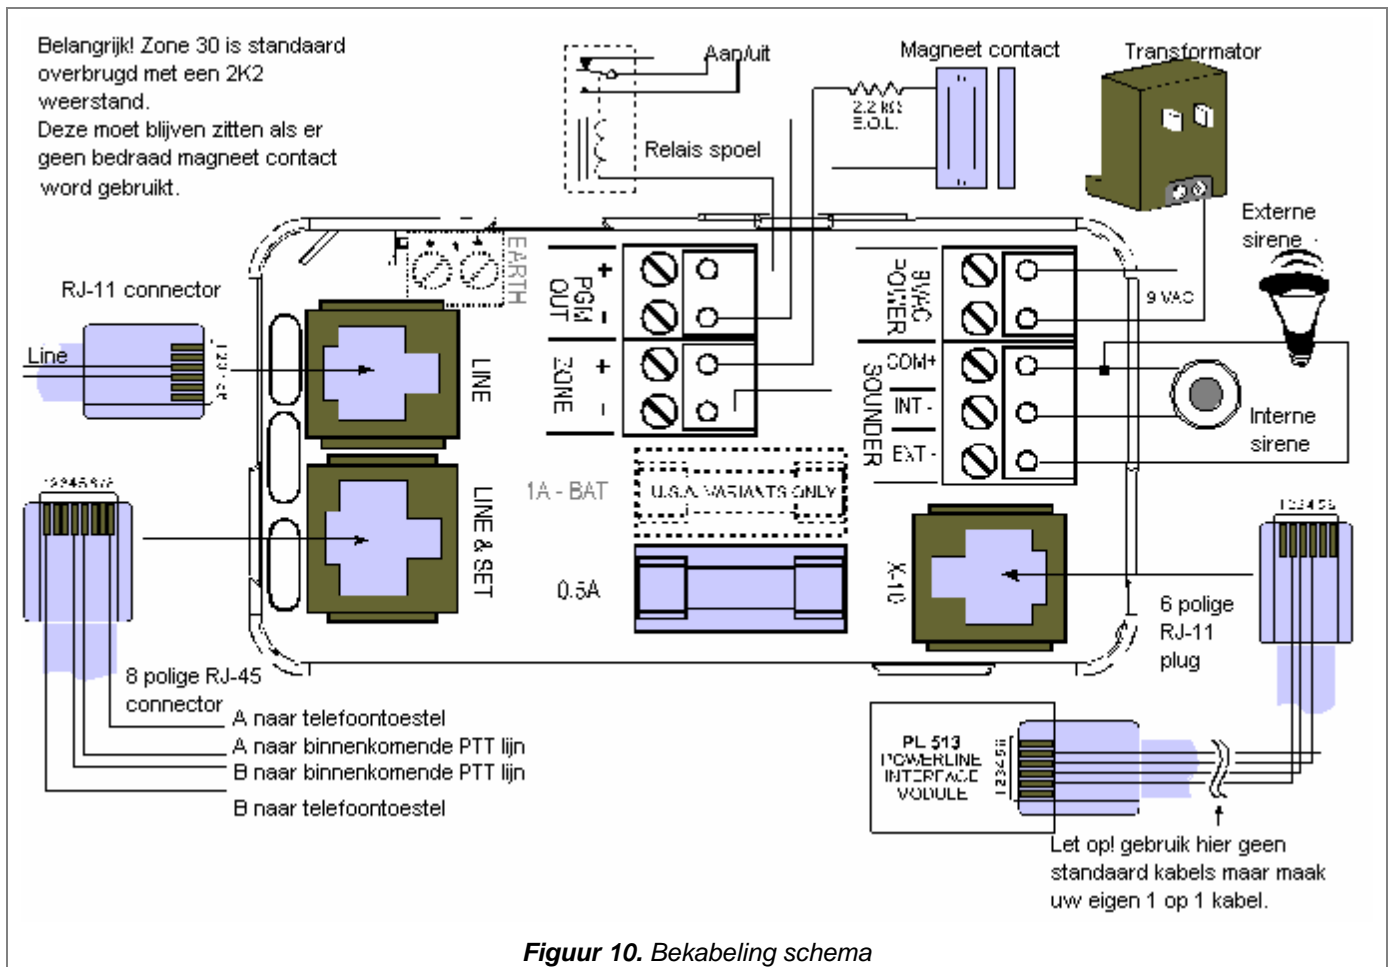 Belangrijk! Zone 30 is standaard
overbrugd met een 2K2
weerstand.
Deze moet blijven zitten als er
geen bedraad magneet contact
word gebruikt.
Aan/uit
Relais spoel
Magneet contact
2.2 kΩ
E.O.L.
Transformator
Externe
sirene
9 VAC
Interne
sirene
RJ-11 connector
Line
EARTH
LINE
LINE & SET
PGM
OUT
+
-
ZONE
+
-
9VAC
POWER
SOUNDER
COM+
INT -
EXT -
1A - BAT
U.S.A. VARIANTS ONLY
0.5A
X-10
12345678
8 polige RJ-45
connector
A naar telefoontoestel
A naar binnenkomende PTT lijn
B naar binnenkomende PTT lijn
B naar telefoontoestel
123456
6 polige
RJ-11
plug
PL 513
POWERLINE
INTERFACE
MODULE
123456
Let op! gebruik hier geen
standaard kabels maar maak
uw eigen 1 op 1 kabel.
Figuur 10. Bekabeling schema